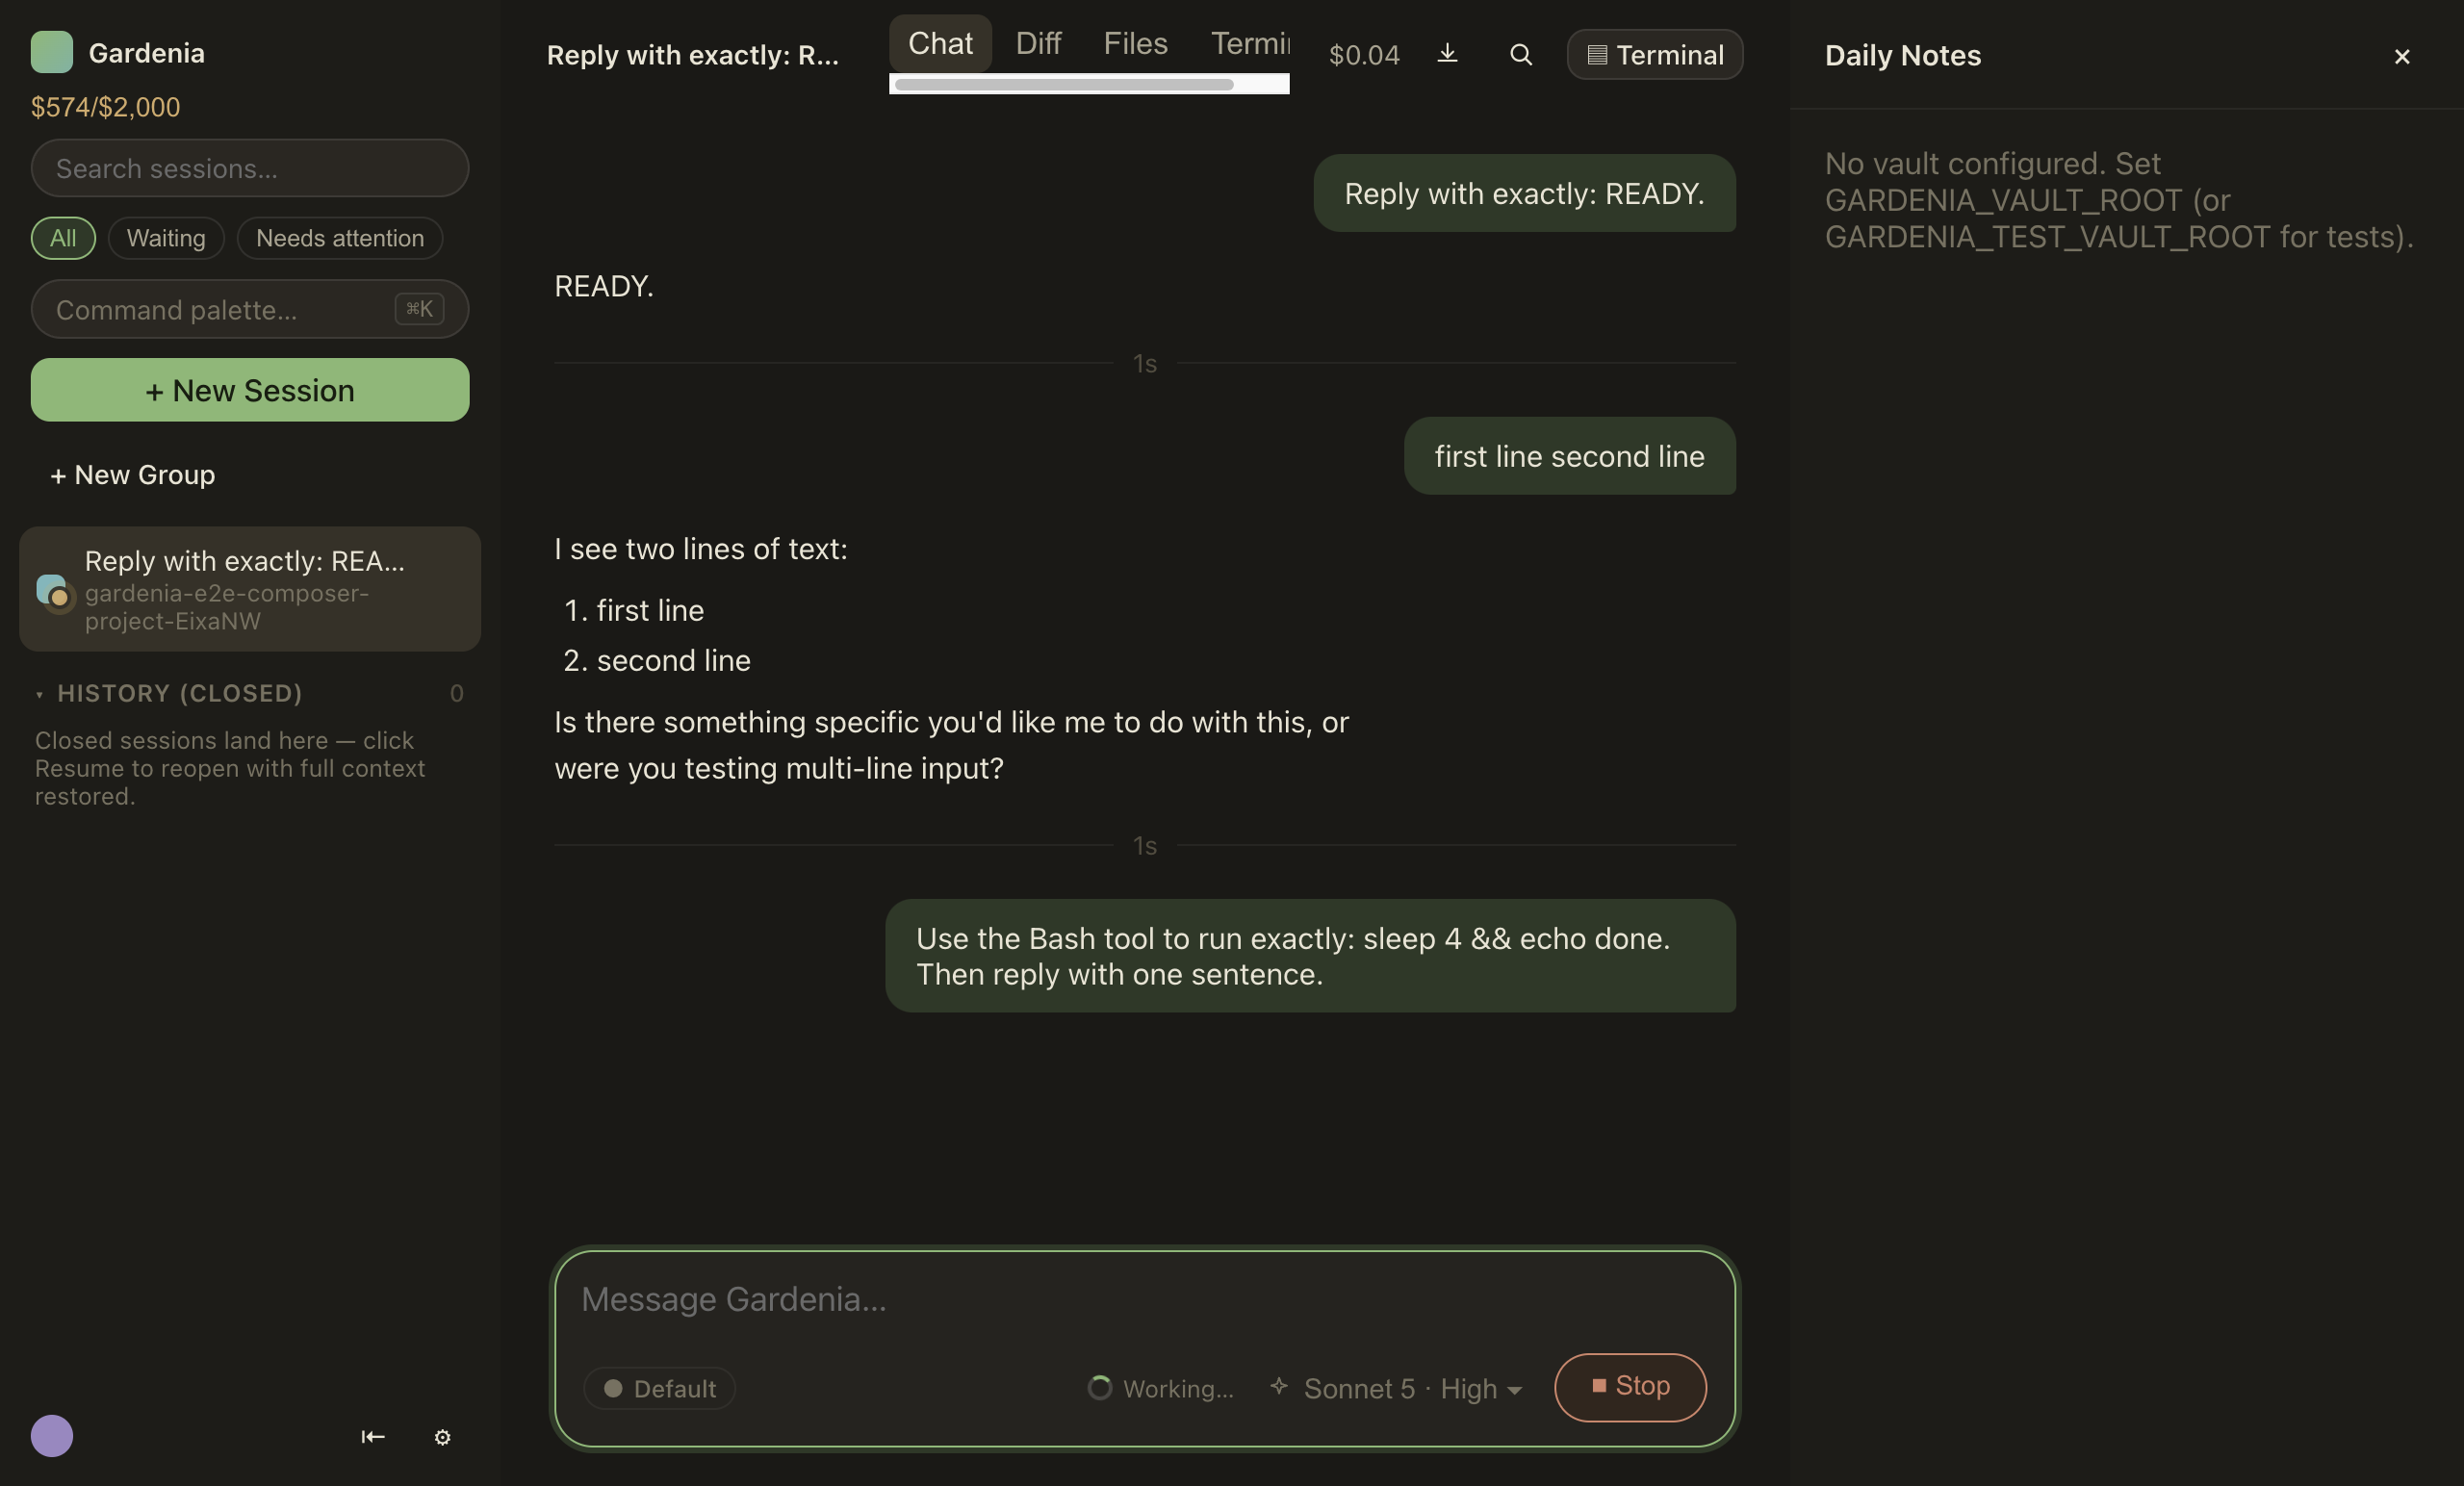 Gardenia
$574/$2,000
Search sessions...
All
Waiting
Needs attention
Command palette...
⌘K
+ New Session
+ New Group
Reply with exactly: REA...
gardenia-e2e-composer-
project-EixaNW
HISTORY (CLOSED)
0
Closed sessions land here — click
Resume to reopen with full context
restored.
Reply with exactly: R...
Chat
Diff
Files
Termi
$0.04
Terminal
Reply with exactly: READY.
READY.
1s
first line second line
I see two lines of text:
1. first line
2. second line
Is there something specific you'd like me to do with this, or
were you testing multi-line input?
1s
Use the Bash tool to run exactly: sleep 4 && echo done.
Then reply with one sentence.
Message Gardenia...
Default
Working...
Sonnet 5 · High
Stop
Daily Notes
No vault configured. Set
GARDENIA_VAULT_ROOT (or
GARDENIA_TEST_VAULT_ROOT for tests).